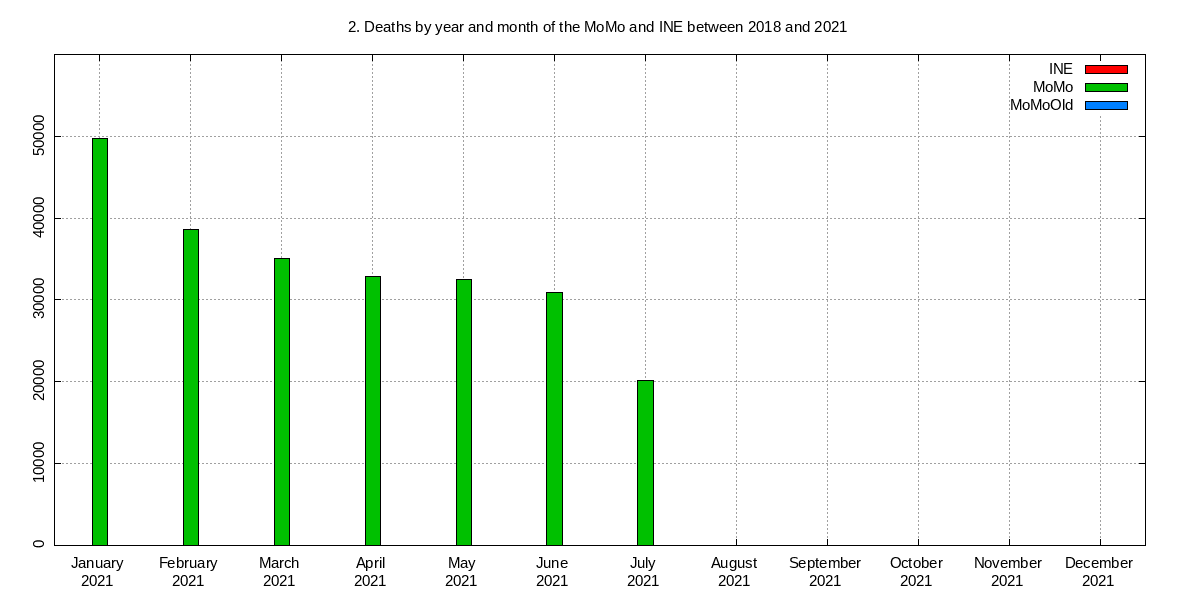 2. Deaths by year and month of the MoMo and INE between 2018 and 2021
INE
MoMo
MoMoOld
50000
40000
30000
20000
10000
0
January February March April May June July August September October November December
2021 2021 2021 2021 2021 2021 2021 2021 2021 2021 2021 2021